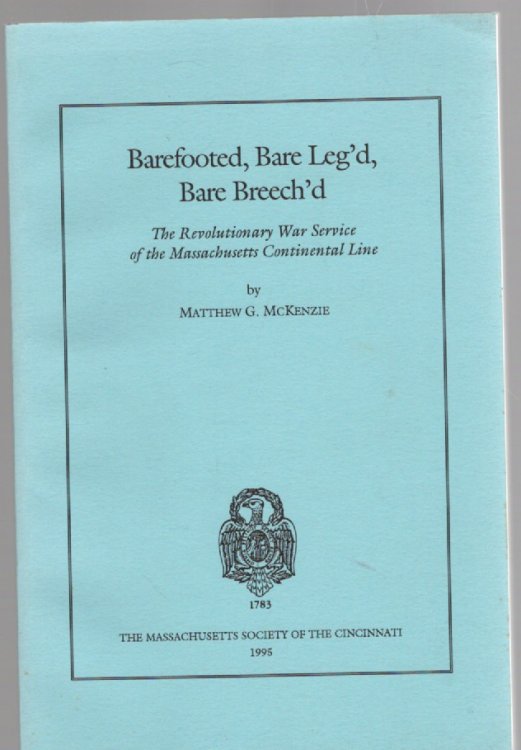 Barefooted, Bare Leg'd,
Bare Breech'd
The Revolutionary War Service
of the Massachusetts Continental Line
by
MATTHEW G. MCKENZIE
1783
THE MASSACHUSETTS SOCIETY OF THE CINCINNATI
1995